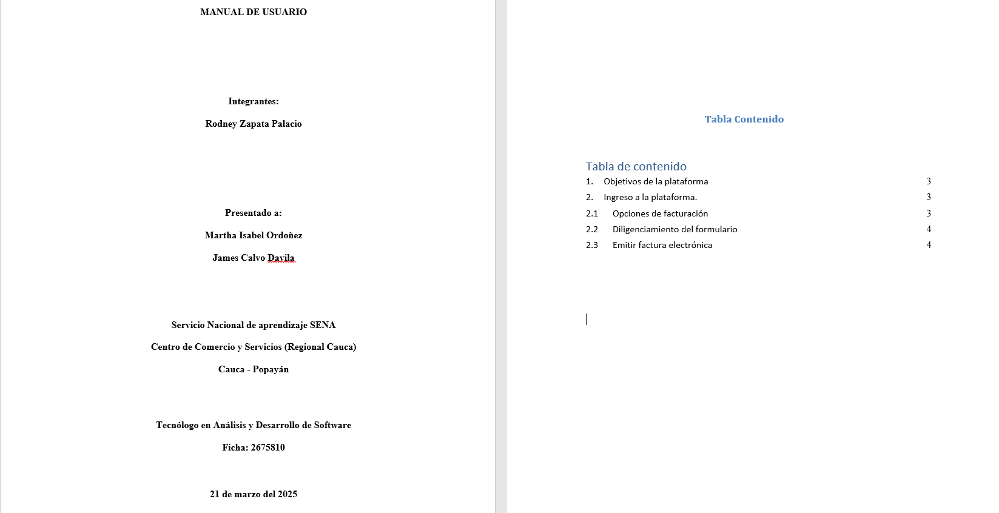 MANUAL DE USUARIO
Integrantes:
Rodney Zapata Palacio
Presentado a:
Martha Isabel Ordoñez
James Calvo Davila
Servicio Nacional de aprendizaje SENA
Centro de Comercio y Servicios (Regional Cauca)
Cauca - Popayán
Tecnólogo en Análisis y Desarrollo de Software
Ficha: 2675810
21 de marzo del 2025
Tabla Contenido
Tabla de contenido
1. Objetivos de la plataforma 3
2. Ingreso a la plataforma. 3
2.1 Opciones de facturación 3
2.2 Diligenciamiento del formulario 4
2.3 Emitir factura electrónica 4